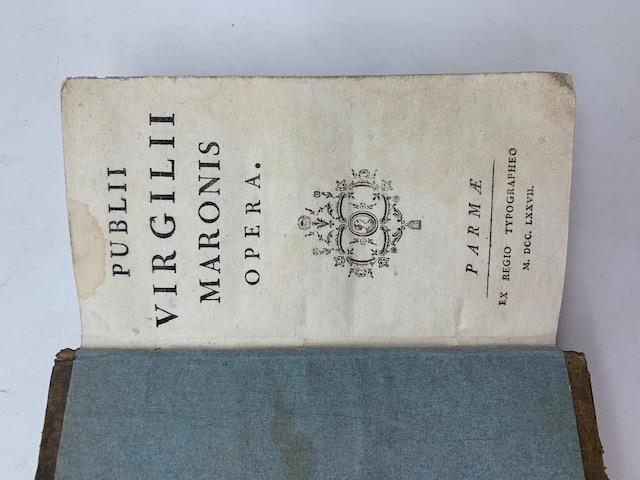 PUBLII
VIRGILII
MARONIS
OPERA.
PARMÆ
EX REGIO TYPOGRAPHEO
M. DCC. LXXVII.